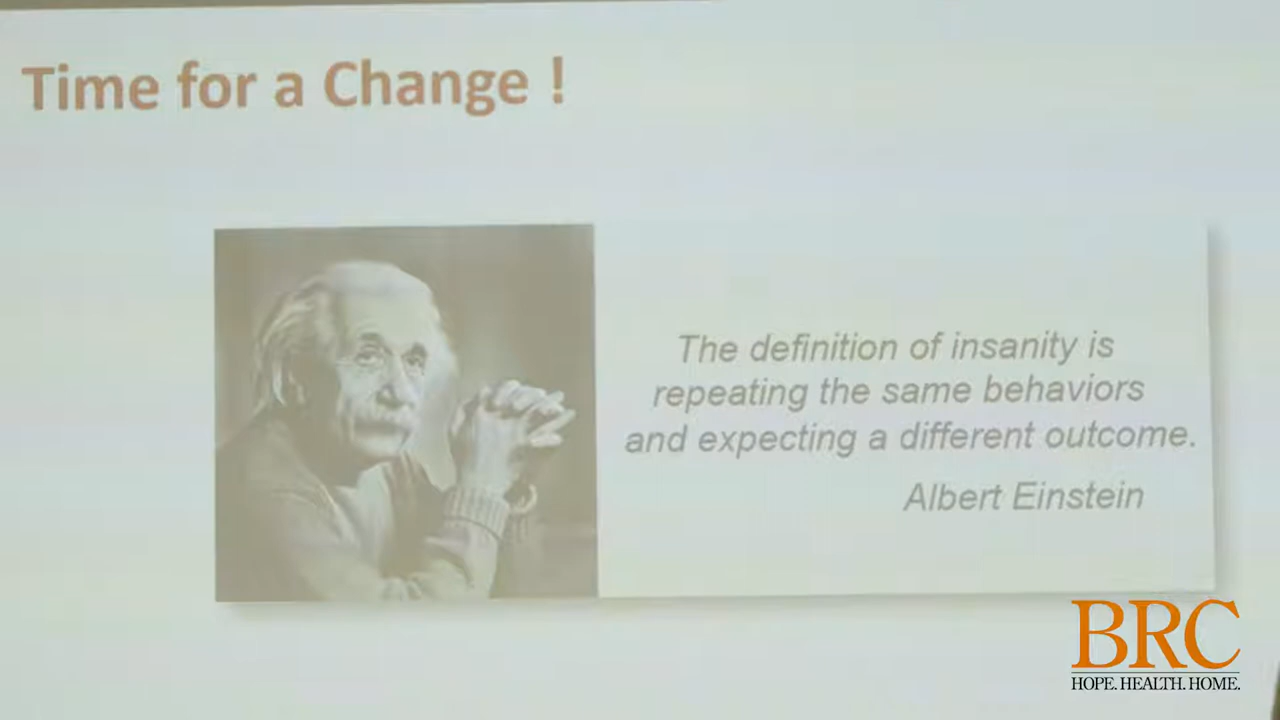 Time for a Change !
The definition of insanity is
repeating the same behaviors
and expecting a different outcome.
Albert Einstein
BRC
HOPE. HEALTH. HOME.